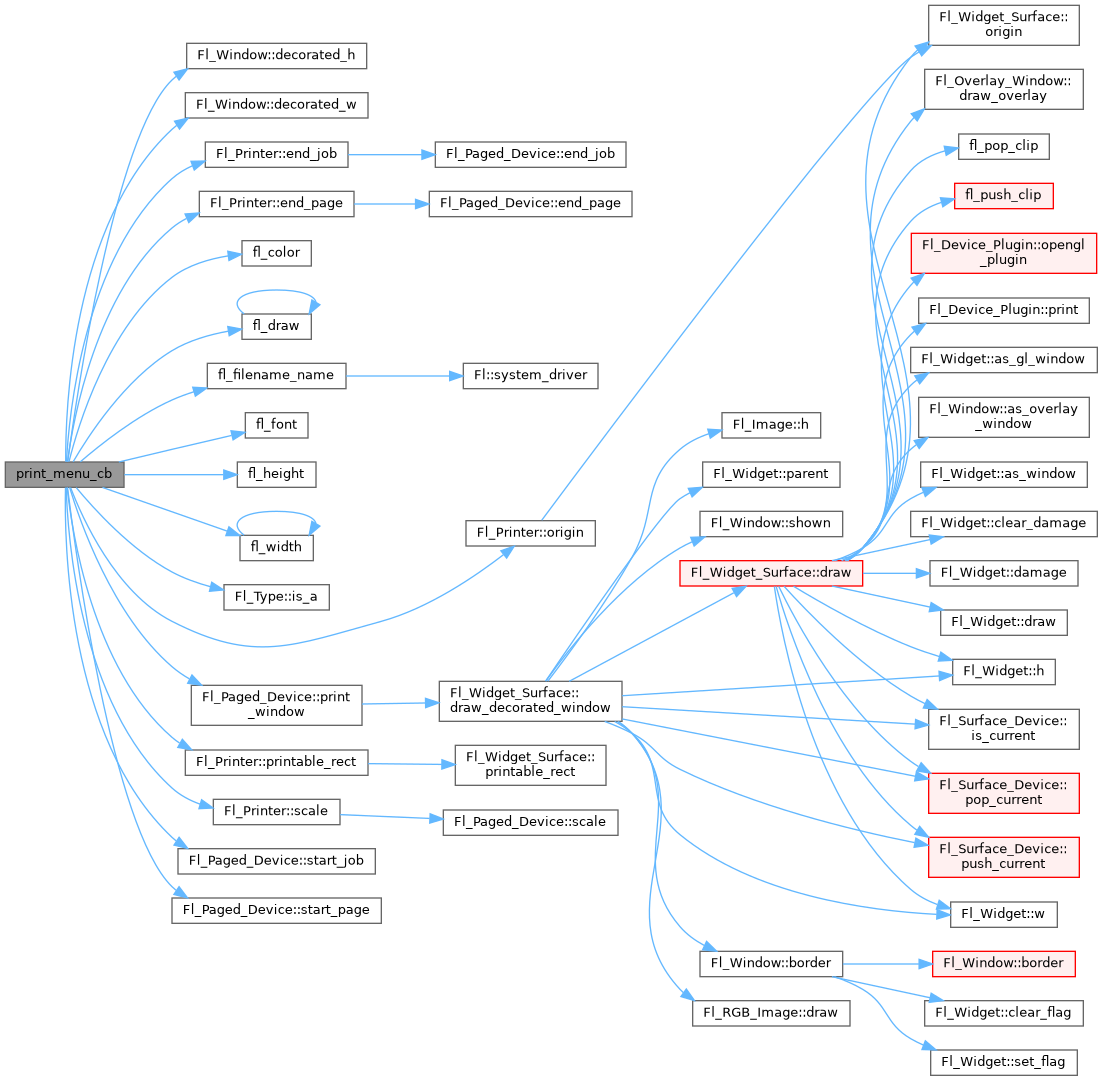 print_menu_cb
Fl_Window::decorated_h
Fl_Window::decorated_w
Fl_Printer::end_job
Fl_Paged_Device::end_job
Fl_Printer::end_page
Fl_Paged_Device::end_page
fl_color
fl_draw
fl_filename_name
Fl::system_driver
fl_font
fl_height
fl_width
Fl_Type::is_a
Fl_Printer::origin
Fl_Paged_Device::print
_window
Fl_Printer::printable_rect
Fl_Printer::scale
Fl_Paged_Device::start_job
Fl_Paged_Device::start_page
Fl_Widget_Surface::
draw_decorated_window
Fl_Widget_Surface::
printable_rect
Fl_Paged_Device::scale
Fl_Image::h
Fl_Widget::parent
Fl_Window::shown
Fl_Widget_Surface::draw
Fl_Window::border
Fl_RGB_Image::draw
Fl_Widget_Surface::
origin
Fl_Overlay_Window::
draw_overlay
fl_pop_clip
fl_push_clip
Fl_Device_Plugin::opengl
_plugin
Fl_Device_Plugin::print
Fl_Widget::as_gl_window
Fl_Window::as_overlay
_window
Fl_Widget::as_window
Fl_Widget::clear_damage
Fl_Widget::damage
Fl_Widget::draw
Fl_Widget::h
Fl_Surface_Device::
is_current
Fl_Surface_Device::
pop_current
Fl_Surface_Device::
push_current
Fl_Widget::w
Fl_Window::border
Fl_Widget::clear_flag
Fl_Widget::set_flag